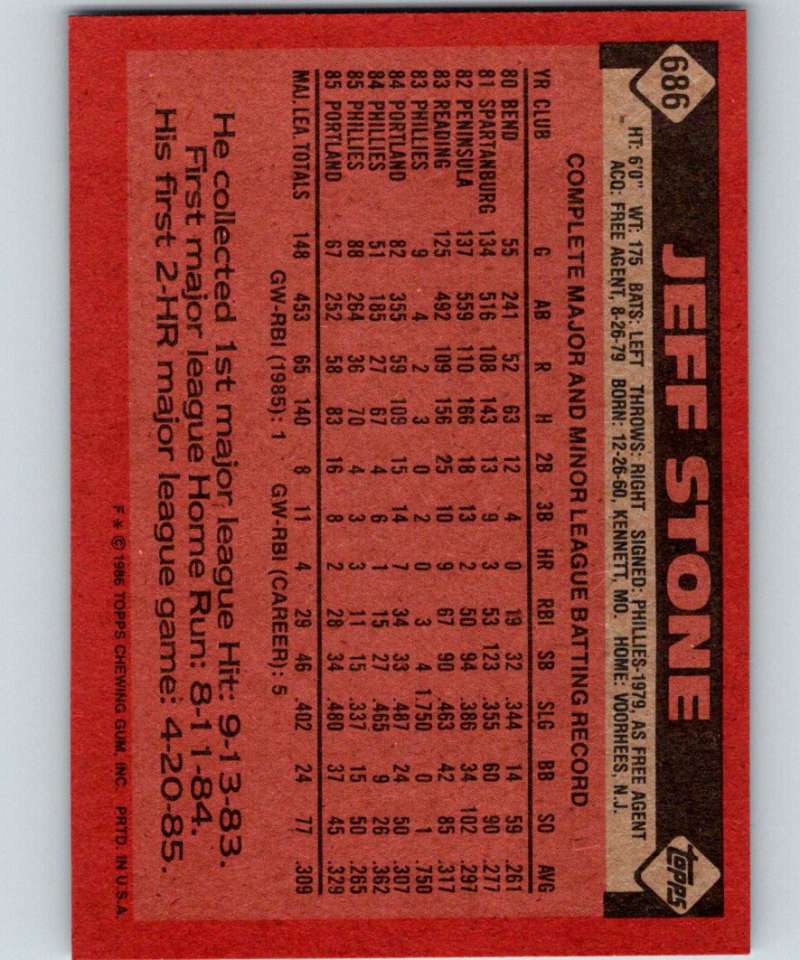 686
JEFF STONE
topps
HT: 6'0" WT: 175 BATS: LEFT THROWS: RIGHT SIGNED: PHILLIES-1979, AS FREE AGENT
ACQ: FREE AGENT, 8-26-79 BORN: 12-26-60, KENNETT, MO. HOME: VOORHEES, N.J.
COMPLETE MAJOR AND MINOR LEAGUE BATTING RECORD
YR CLUB G AB R H 2B 3B HR RBI SB SLG BB SO AVG
80 BEND 55 241 52 63 12 4 0 19 32 .344 14 59 .261
81 SPARTANBURG 134 516 108 143 13 9 3 53 123 .355 60 90 .277
82 PENINSULA 137 559 110 166 18 13 2 50 94 .386 34 102 .297
83 READING 125 492 109 156 25 10 9 67 90 .463 42 85 .317
83 PHILLIES 9 4 2 3 0 2 0 3 4 1.750 0 1 .750
84 PORTLAND 82 355 59 109 15 14 7 34 33 .487 24 50 .307
84 PHILLIES 51 185 27 67 4 6 1 15 27 .465 9 26 .362
85 PHILLIES 88 264 36 70 4 3 3 11 15 .337 15 50 .265
85 PORTLAND 67 252 58 83 16 8 2 28 34 .480 37 45 .329
MAJ. LEA. TOTALS 148 453 65 140 8 11 4 29 46 .402 24 77 .309
GW-RBI (1985): 1 GW-RBI (CAREER): 5
He collected 1st major league Hit: 9-13-83.
First major league Home Run: 8-11-84.
His first 2-HR major league game: 4-20-85.
F * © 1986 TOPPS CHEWING GUM, INC. PRTD. IN U.S.A.